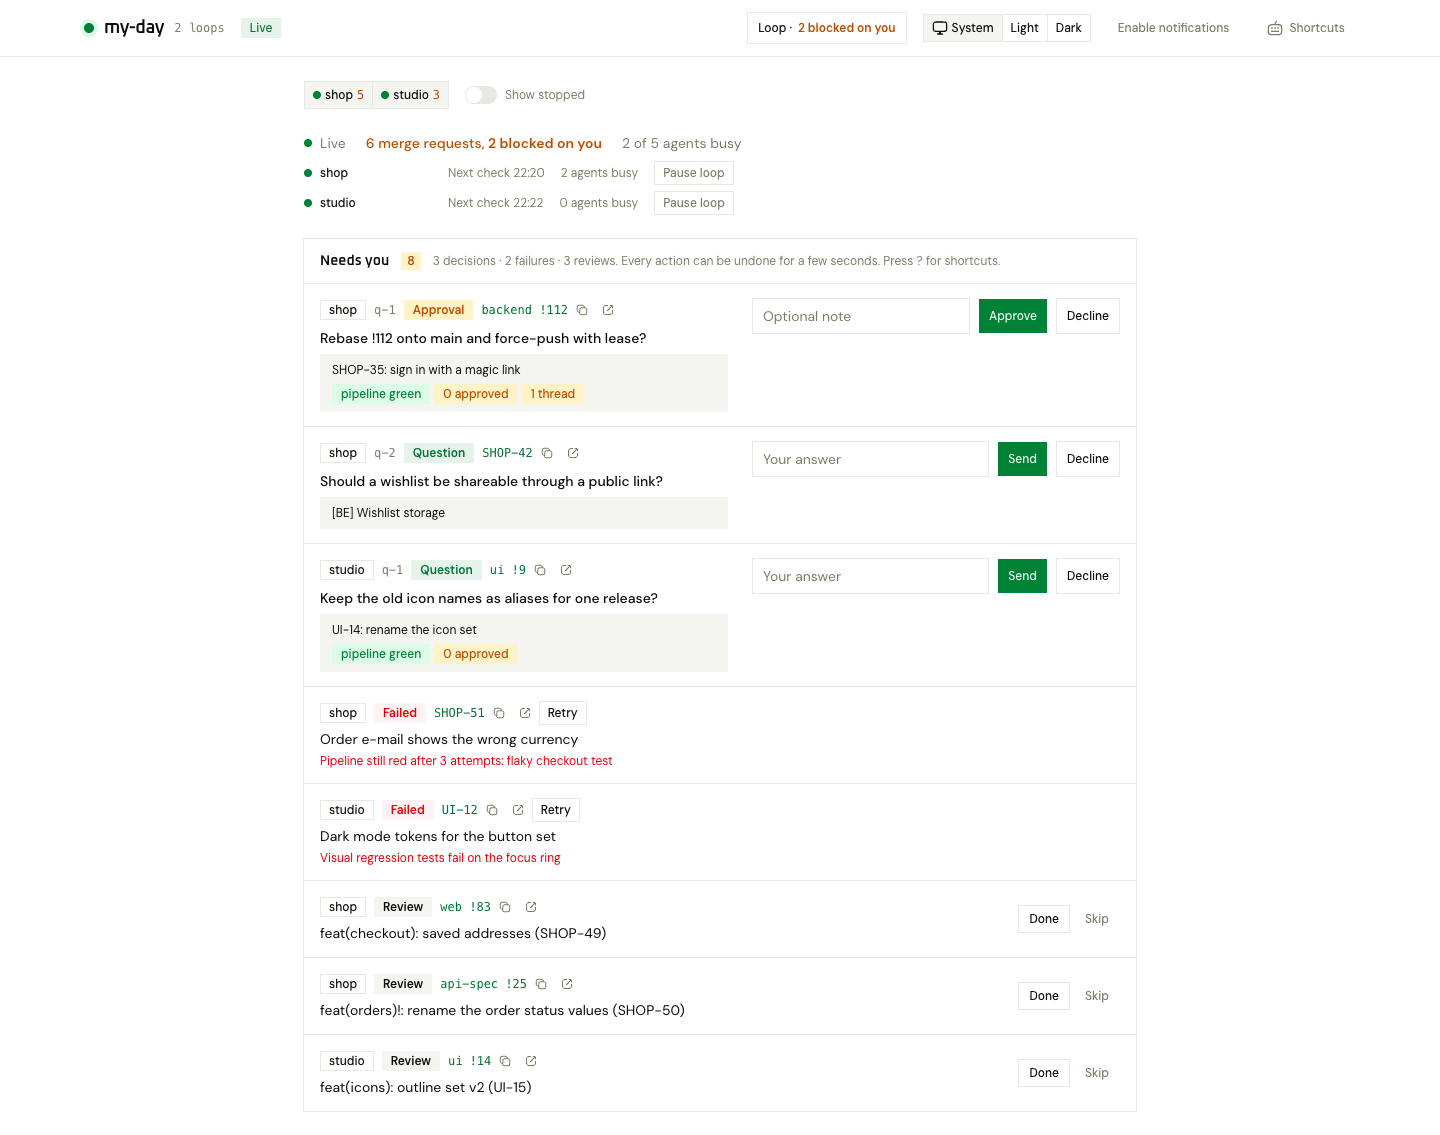 my-day 2 loops Live Loop · 2 blocked on you System Light Dark Enable notifications Shortcuts
shop 5 studio 3 Show stopped
Live 6 merge requests, 2 blocked on you 2 of 5 agents busy
shop Next check 22:20 2 agents busy Pause loop
studio Next check 22:22 0 agents busy Pause loop
Needs you 8 3 decisions · 2 failures · 3 reviews. Every action can be undone for a few seconds. Press ? for shortcuts.
shop q-1 Approval backend !112 Optional note Approve Decline
Rebase !112 onto main and force-push with lease?
SHOP-35: sign in with a magic link
pipeline green 0 approved 1 thread
shop q-2 Question SHOP-42 Your answer Send Decline
Should a wishlist be shareable through a public link?
[BE] Wishlist storage
studio q-1 Question ui !9 Your answer Send Decline
Keep the old icon names as aliases for one release?
UI-14: rename the icon set
pipeline green 0 approved
shop Failed SHOP-51 Retry
Order e-mail shows the wrong currency
Pipeline still red after 3 attempts: flaky checkout test
studio Failed UI-12 Retry
Dark mode tokens for the button set
Visual regression tests fail on the focus ring
shop Review web !83 Done Skip
feat(checkout): saved addresses (SHOP-49)
shop Review api-spec !25 Done Skip
feat(orders)!: rename the order status values (SHOP-50)
studio Review ui !14 Done Skip
feat(icons): outline set v2 (UI-15)